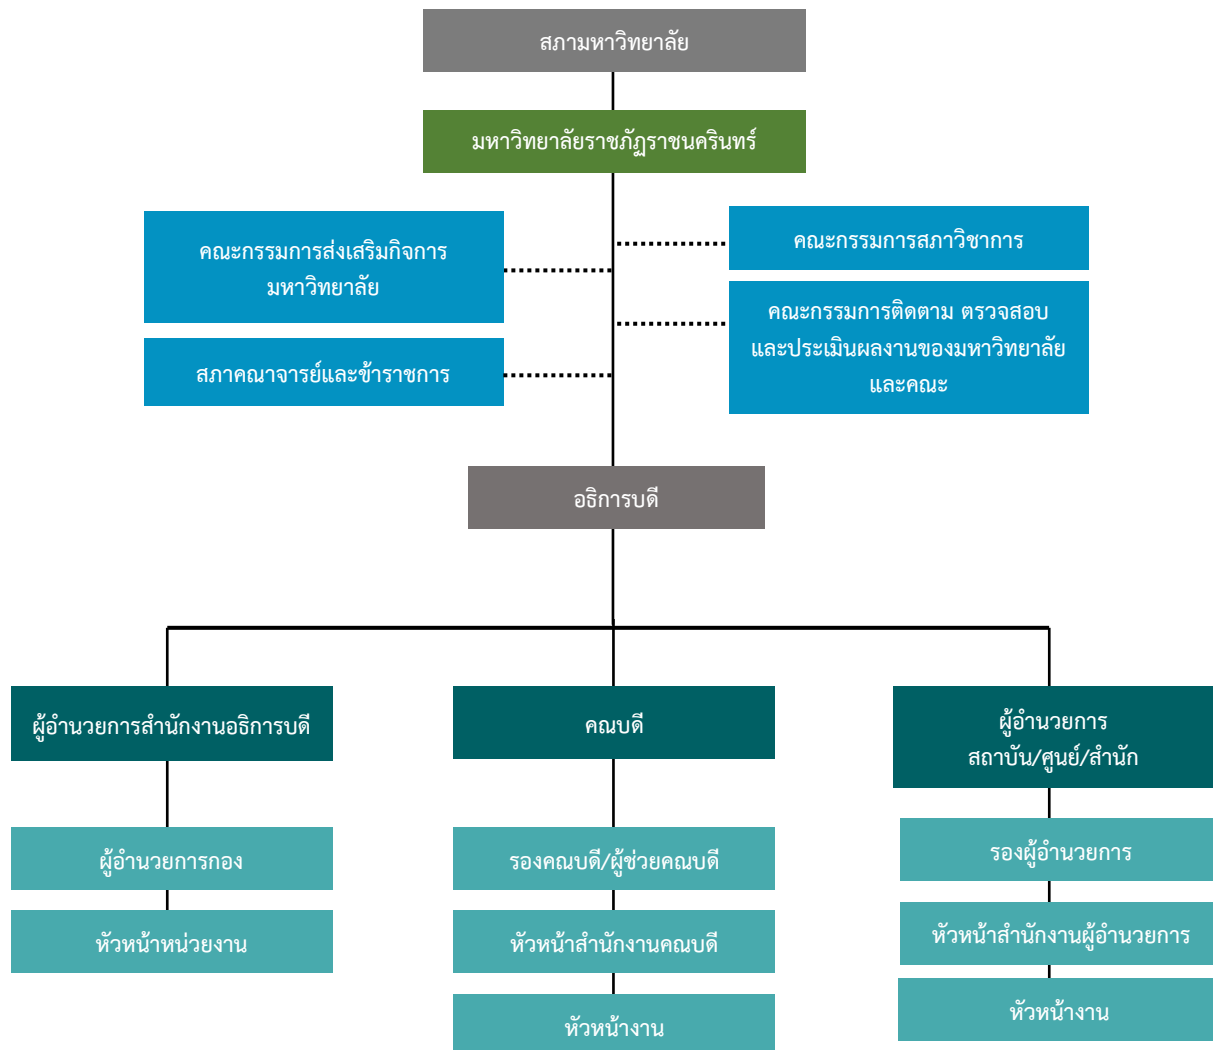 สภามหาวิทยาลัย
มหาวิทยาลัยราชภัฏราชนครินทร์
คณะกรรมการส่งเสริมกิจการ
มหาวิทยาลัย
คณะกรรมการสภาวิชาการ
คณะกรรมการติดตาม ตรวจสอบ
และประเมินผลงานของมหาวิทยาลัย
และคณะ
สภาคณาจารย์และข้าราชการ
อธิการบดี
ผู้อำนวยการสำนักงานอธิการบดี
คณบดี
ผู้อำนวยการ
สถาบัน/ศูนย์/สำนัก
ผู้อำนวยการกอง
รองคณบดี/ผู้ช่วยคณบดี
รองผู้อำนวยการ
หัวหน้าหน่วยงาน
หัวหน้าสำนักงานคณบดี
หัวหน้าสำนักงานผู้อำนวยการ
หัวหน้างาน
หัวหน้างาน